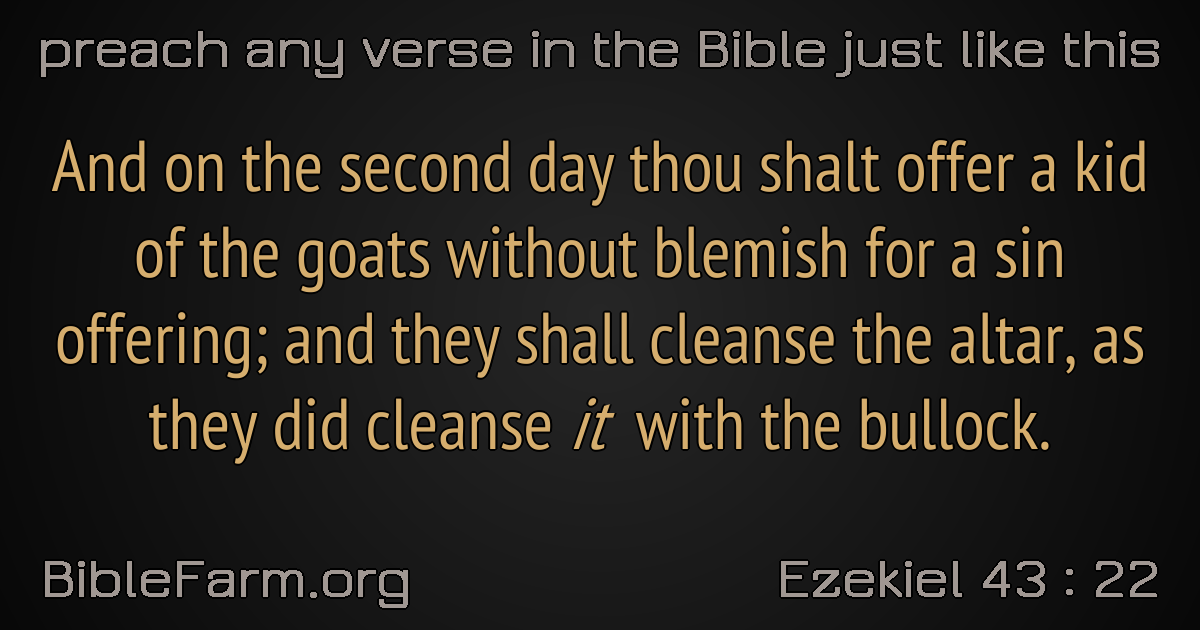 preach any verse in the Bible just like this
And on the second day thou shalt offer a kid
of the goats without blemish for a sin
offering; and they shall cleanse the altar, as
they did cleanse it with the bullock.
BibleFarm.org
Ezekiel 43 : 22